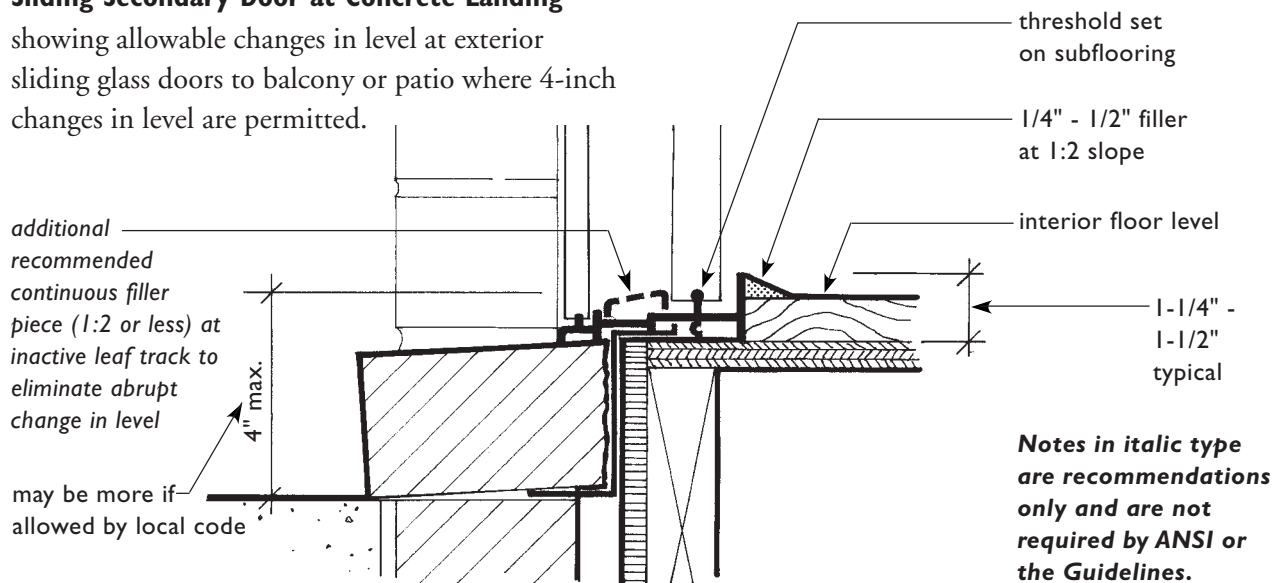 Sliding Secondary Door at Concrete Landing
showing allowable changes in level at exterior
sliding glass doors to balcony or patio where 4-inch
changes in level are permitted.
threshold set
on subflooring
1/4" - 1/2" filler
at 1:2 slope
interior floor level
1-1/4" -
1-1/2"
typical
additional
recommended
continuous filler
piece (1:2 or less) at
inactive leaf track to
eliminate abrupt
change in level
4" max.
may be more if
allowed by local code
Notes in italic type
are recommendations
only and are not
required by ANSI or
the Guidelines.